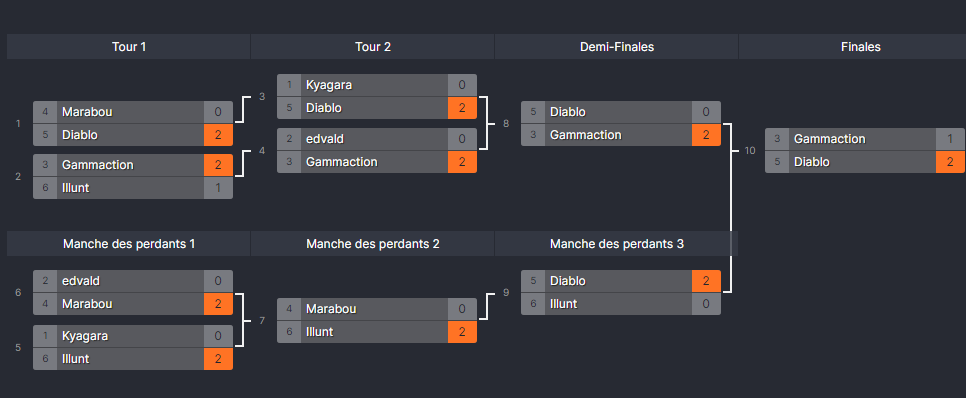 Tour 1 Tour 2 Demi-Finales Finales
1 Kyagara 0
3
5 Diablo 2
4 Marabou 0
1
5 Diablo 2
2 edvald 0
4
3 Gammaction 2
3 Gammaction 2
2
6 Illunt 1
5 Diablo 0
8
3 Gammaction 2
3 Gammaction 1
10
5 Diablo 2
Manche des perdants 1 Manche des perdants 2 Manche des perdants 3
2 edvald 0
6
4 Marabou 2
1 Kyagara 0
5
6 Illunt 2
4 Marabou 0
7
6 Illunt 2
5 Diablo 2
9
6 Illunt 0